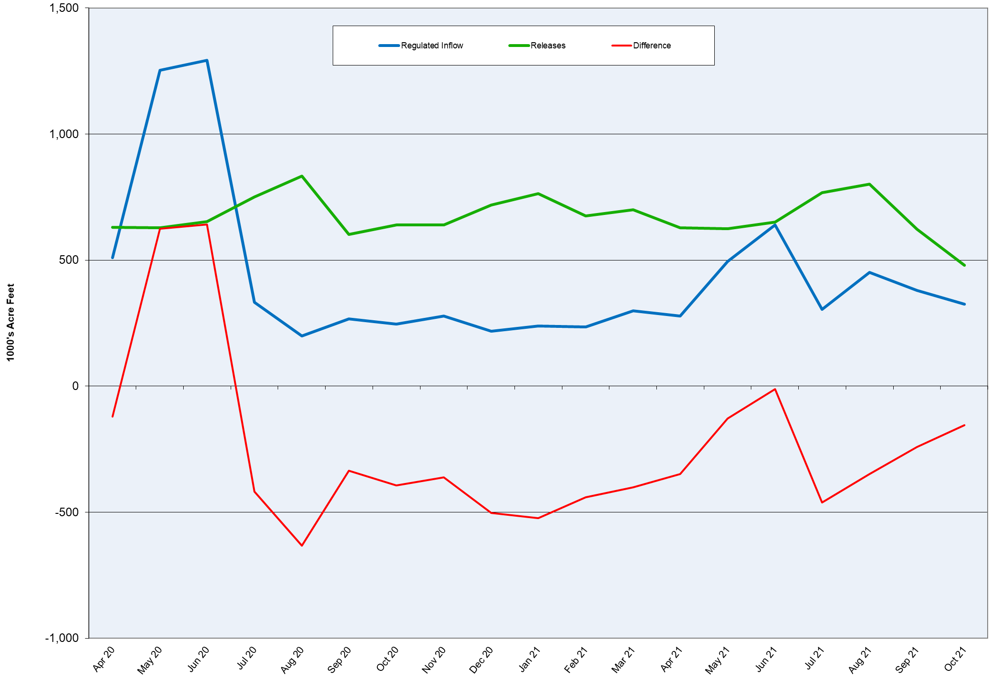 1,500
Regulated Inflow Releases Difference
1,000
500
1000's Acre Feet
0
-500
-1,000
Apr 20 May 20 Jun 20 Jul 20 Aug 20 Sep 20 Oct 20 Nov 20 Dec 20 Jan 21 Feb 21 Mar 21 Apr 21 May 21 Jun 21 Jul 21 Aug 21 Sep 21 Oct 21